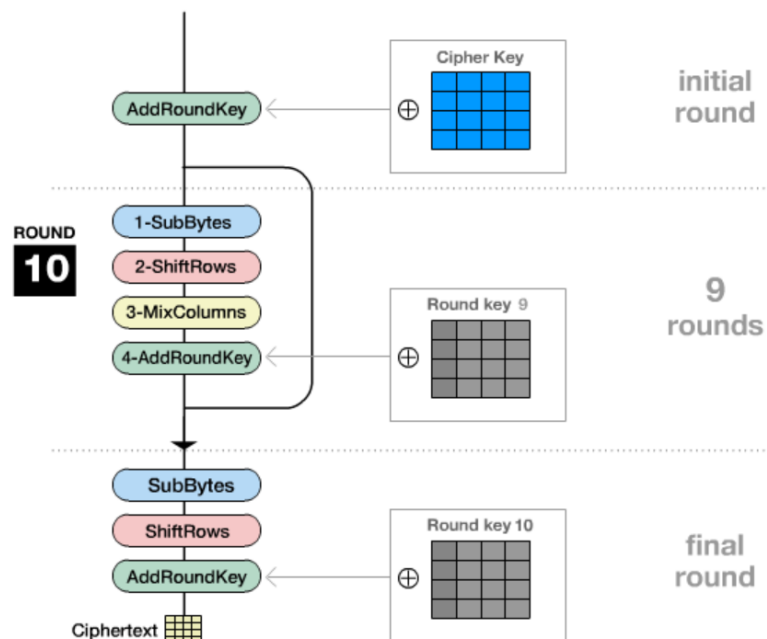 Cipher Key
AddRoundKey
⊕
initial
round
1-SubBytes
ROUND
10
2-ShiftRows
3-MixColumns
4-AddRoundKey
Round key 9
⊕
9
rounds
SubBytes
ShiftRows
AddRoundKey
Round key 10
⊕
final
round
Ciphertext